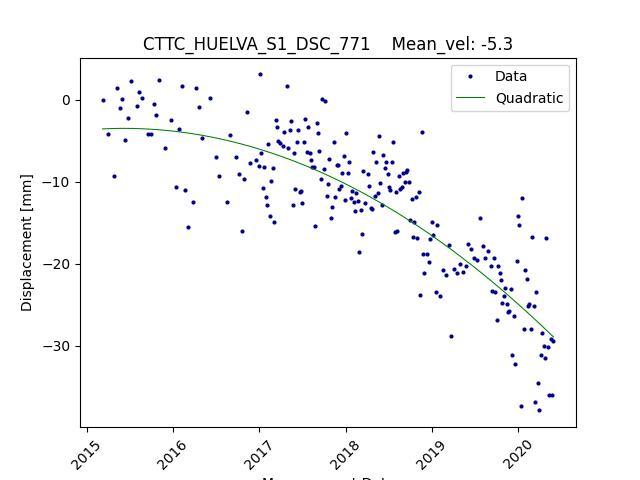 CTTC_HUELVA_S1_DSC_771    Mean_vel: -5.3
Data
Quadratic
Displacement [mm]
0
−10
−20
−30
2015
2016
2017
2018
2019
2020